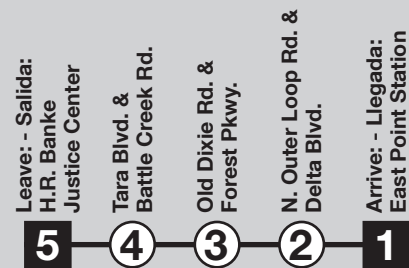 Leave: - Salida:
H.R. Banke
Justice Center
Tara Blvd. &
Battle Creek Rd.
Old Dixie Rd. &
Forest Pkwy.
N. Outer Loop Rd. &
Delta Blvd.
Arrive: - Llegada:
East Point Station
5
4
3
2
1